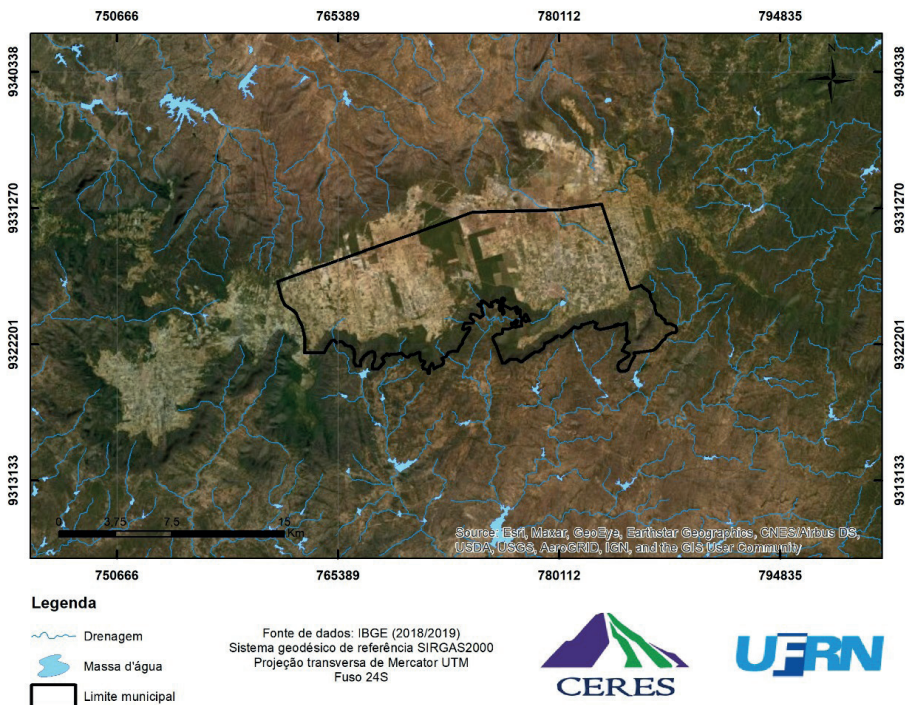 750666 765389 780112 794835
9340338 9340338
N
9331270 9331270
9322201 9322201
9313133 9313133
0 3,75 7,5 15
Km
Source: Esri, Maxar, GeoEye, Earthstar Geographics, CNES/Airbus DS,
USDA, USGS, AeroGRID, IGN, and the GIS User Community
750666 765389 780112 794835
Legenda
Drenagem
Massa d'água
Limite municipal
Fonte de dados: IBGE (2018/2019)
Sistema geodésico de referência SIRGAS2000
Projeção transversa de Mercator UTM
Fuso 24S
CERES
UFRN